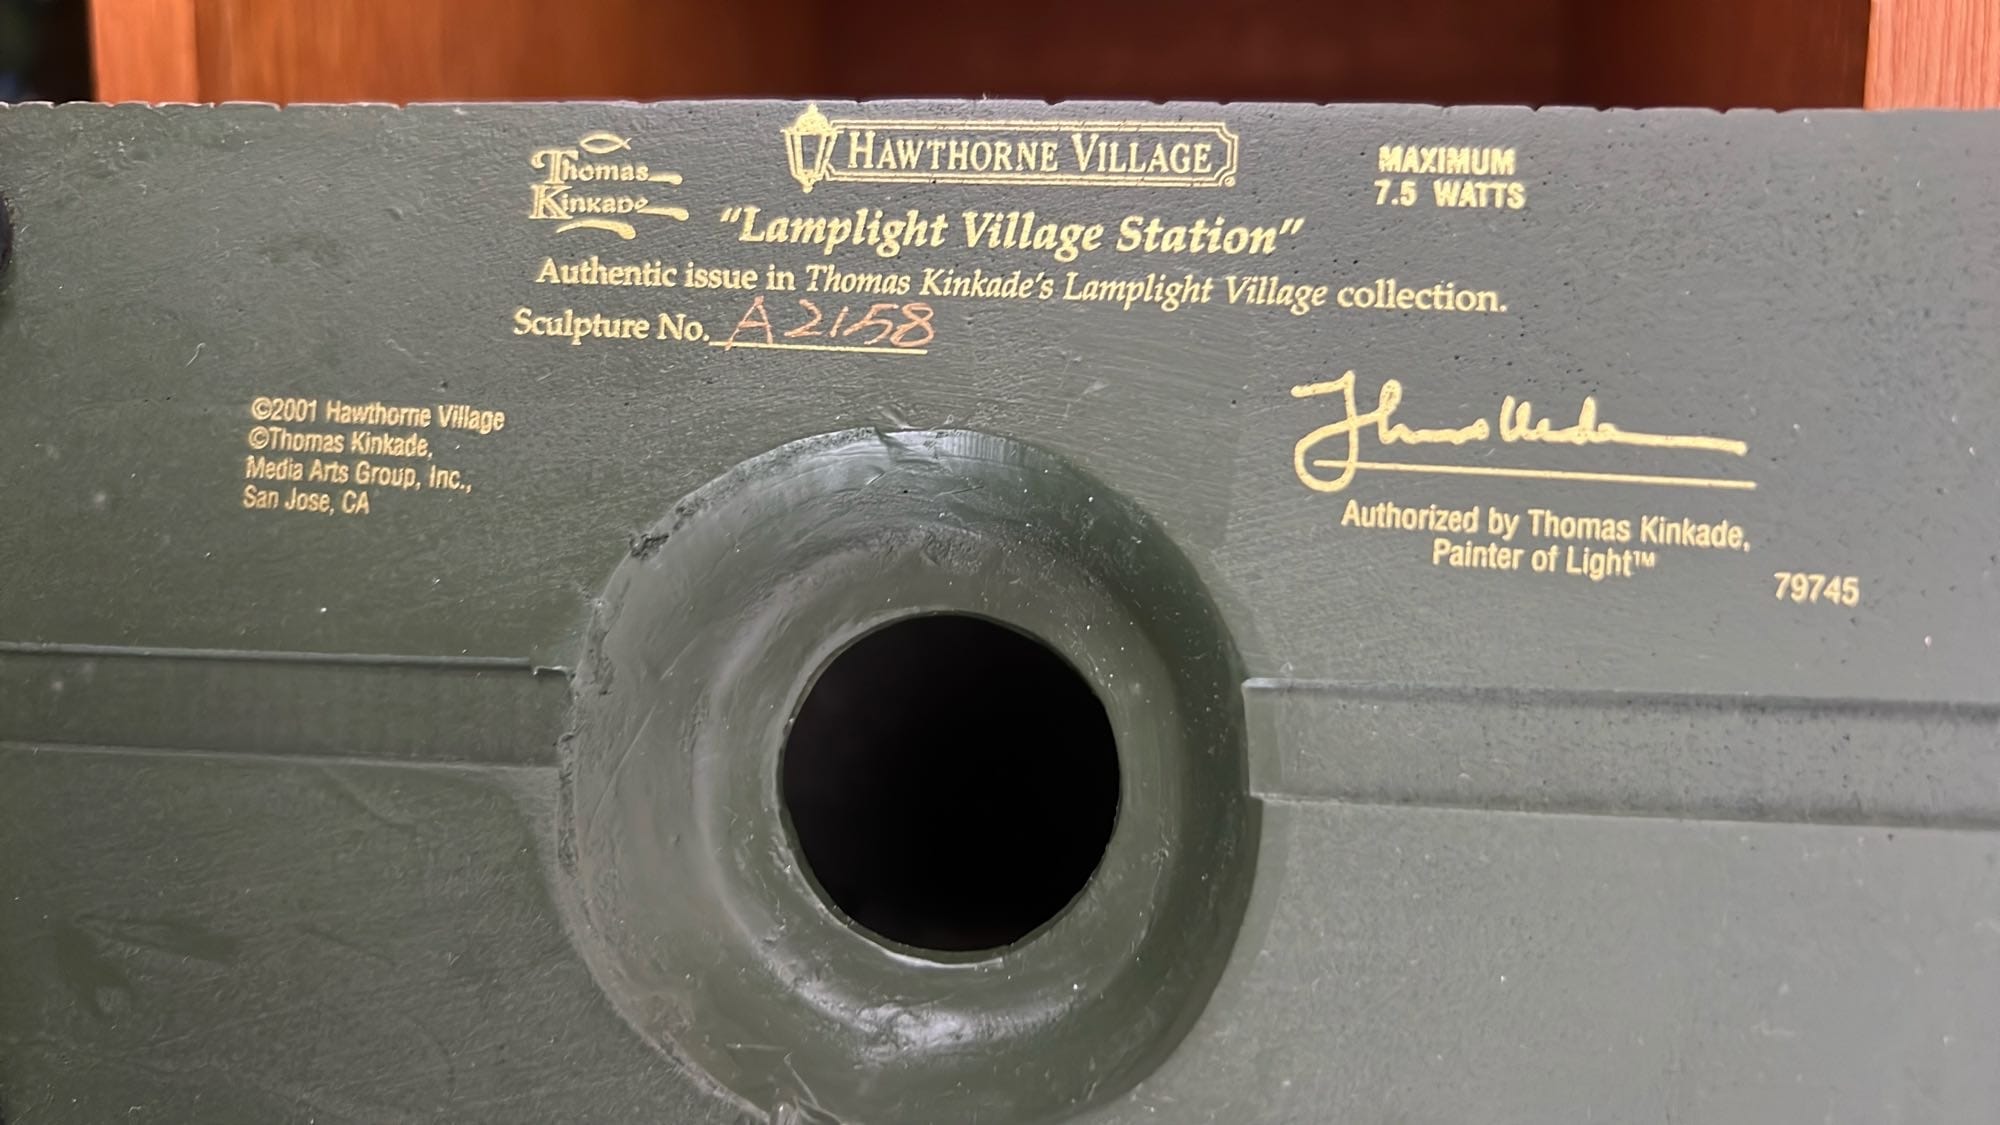 Thomas
Kinkade
HAWTHORNE VILLAGE
MAXIMUM
7.5 WATTS
"Lamplight Village Station"
Authentic issue in Thomas Kinkade's Lamplight Village collection.
Sculpture No. A2158
©2001 Hawthorne Village
©Thomas Kinkade,
Media Arts Group, Inc.,
San Jose, CA
Authorized by Thomas Kinkade,
Painter of Light™
79745